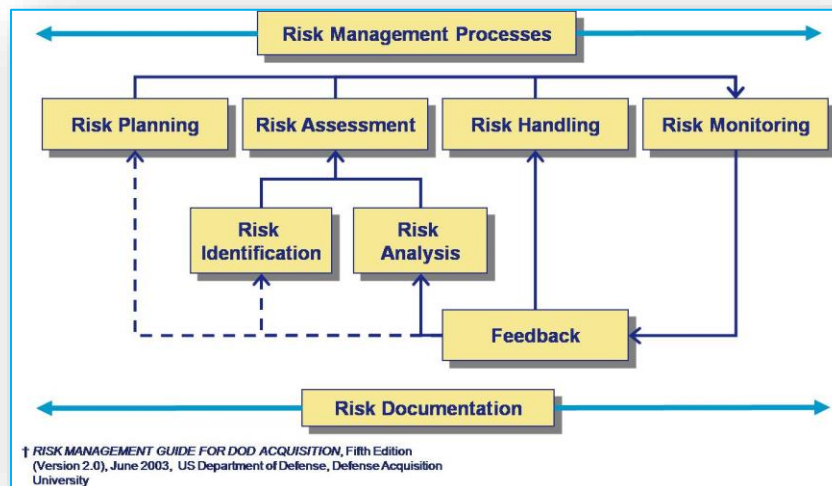 Risk Management Processes
Risk Planning
Risk Assessment
Risk Handling
Risk Monitoring
Risk
Identification
Risk
Analysis
Feedback
Risk Documentation
† RISK MANAGEMENT GUIDE FOR DOD ACQUISITION, Fifth Edition
(Version 2.0), June 2003, US Department of Defense, Defense Acquisition
University